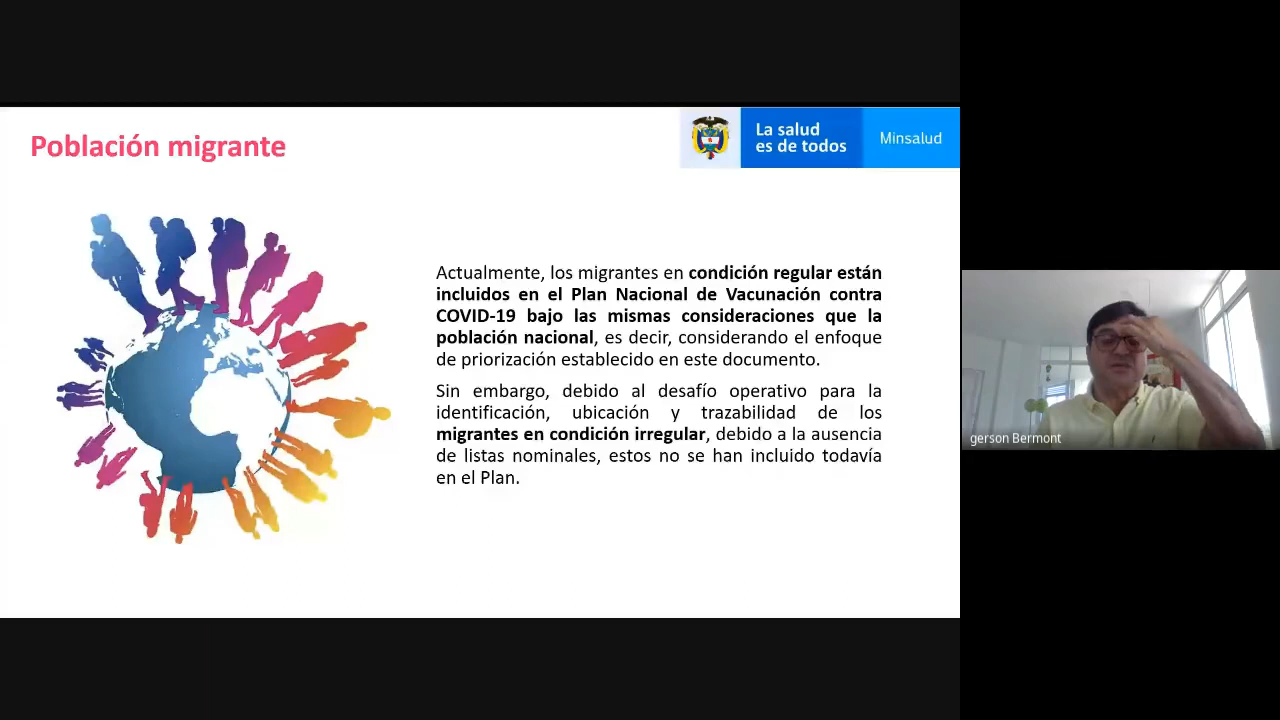 Población migrante
La salud
es de todos
Minsalud
Actualmente, los migrantes en condición regular están
incluidos en el Plan Nacional de Vacunación contra
COVID-19 bajo las mismas consideraciones que la
población nacional, es decir, considerando el enfoque
de priorización establecido en este documento.
Sin embargo, debido al desafío operativo para la
identificación, ubicación y trazabilidad de los
migrantes en condición irregular, debido a la ausencia
de listas nominales, estos no se han incluido todavía
en el Plan.
gerson Bermont